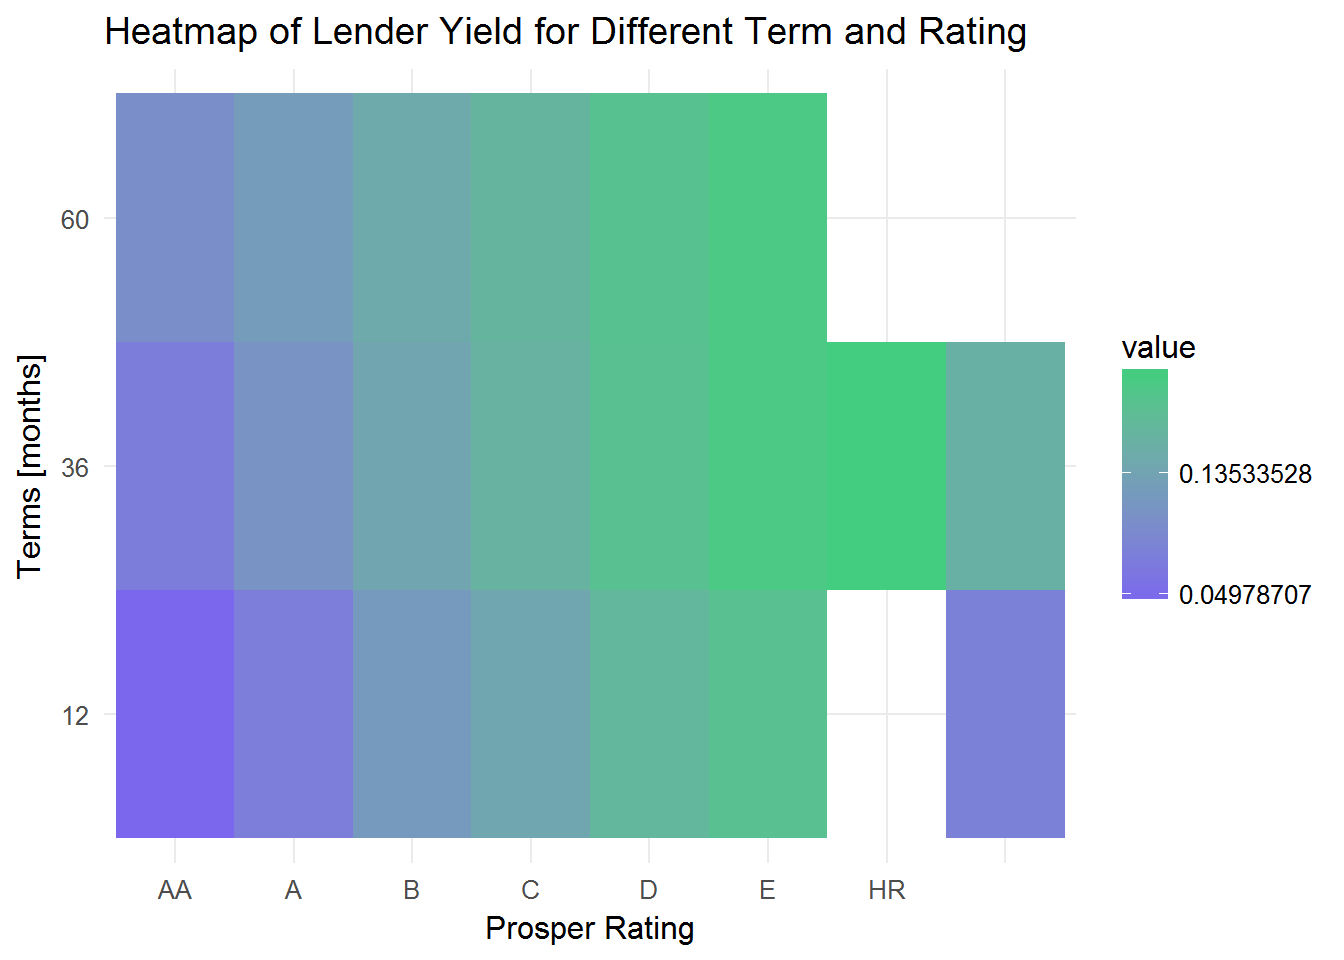 Heatmap of Lender Yield for Different Term and Rating
60
36
12
Terms [months]
AA A B C D E HR
Prosper Rating
value
0.13533528
0.04978707